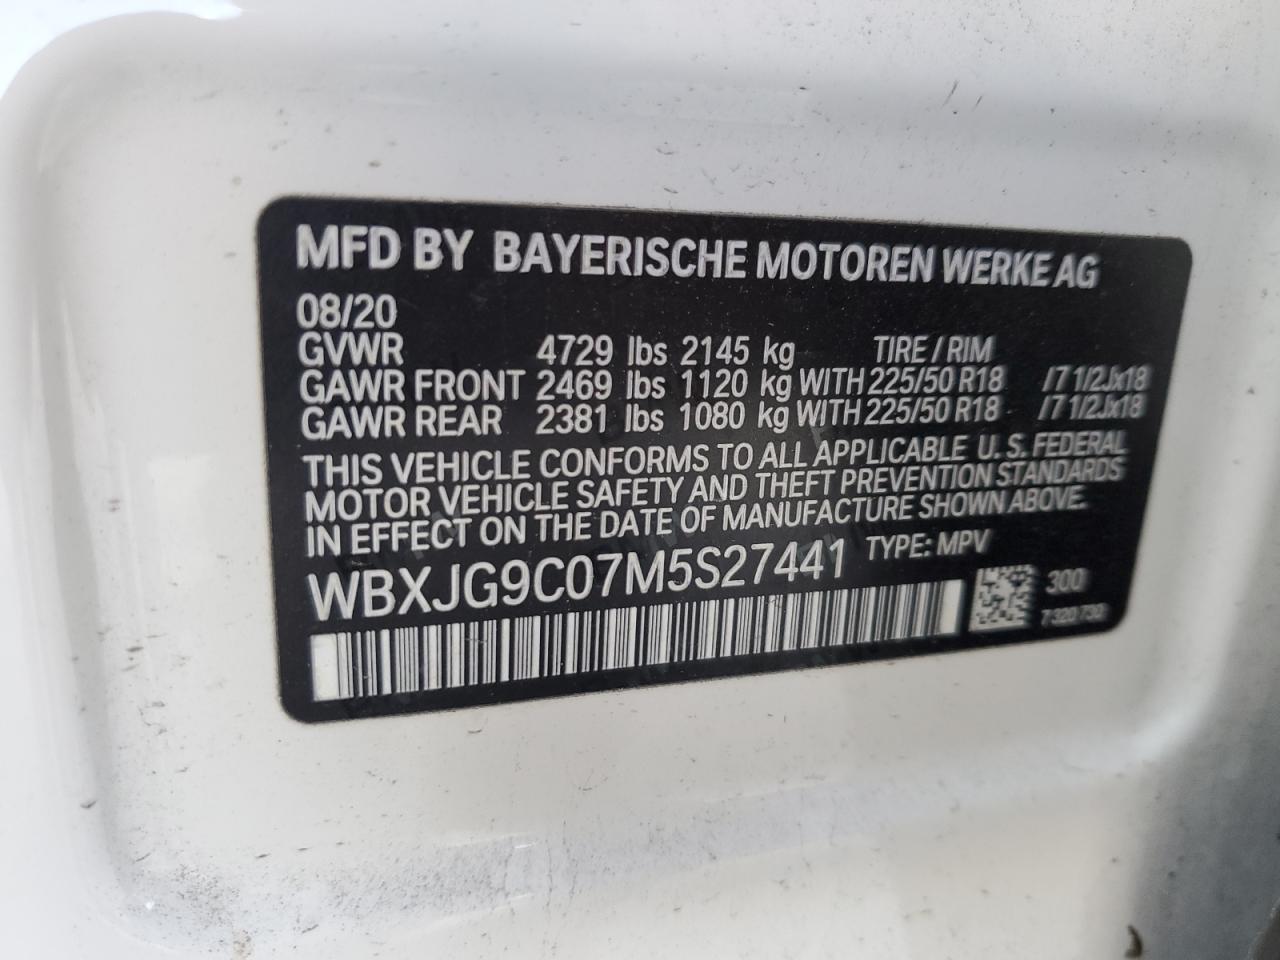 MFD BY BAYERISCHE MOTOREN WERKE AG
08/20
GVWR 4729 lbs 2145 kg TIRE / RIM
GAWR FRONT 2469 lbs 1120 kg WITH 225/50 R18 /7 1/2Jx18
GAWR REAR 2381 lbs 1080 kg WITH 225/50 R18 /7 1/2Jx18
THIS VEHICLE CONFORMS TO ALL APPLICABLE U. S. FEDERAL
MOTOR VEHICLE SAFETY AND THEFT PREVENTION STANDARDS
IN EFFECT ON THE DATE OF MANUFACTURE SHOWN ABOVE.
WBXJG9C07M5S27441 TYPE: MPV
300
7320730